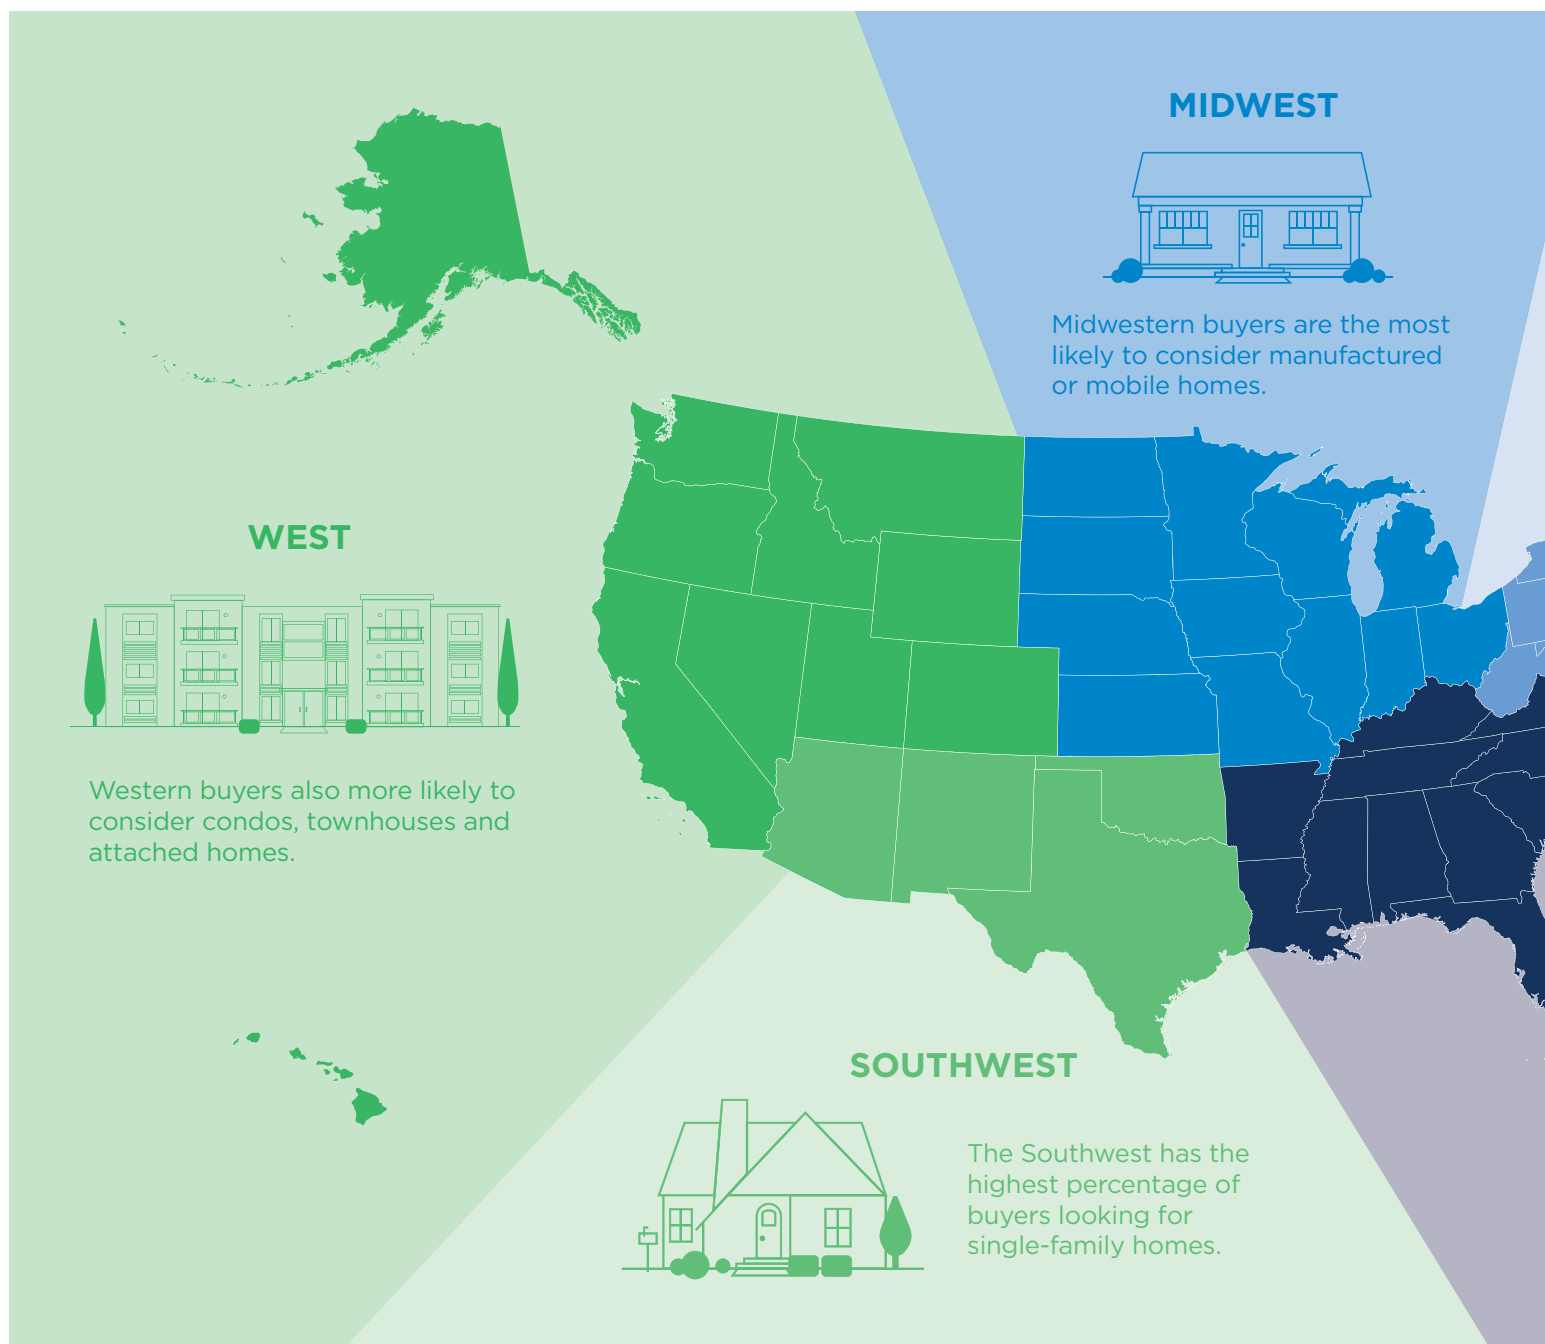 MIDWEST
Midwestern buyers are the most
likely to consider manufactured
or mobile homes.
WEST
Western buyers also more likely to
consider condos, townhouses and
attached homes.
SOUTHWEST
The Southwest has the
highest percentage of
buyers looking for
single-family homes.